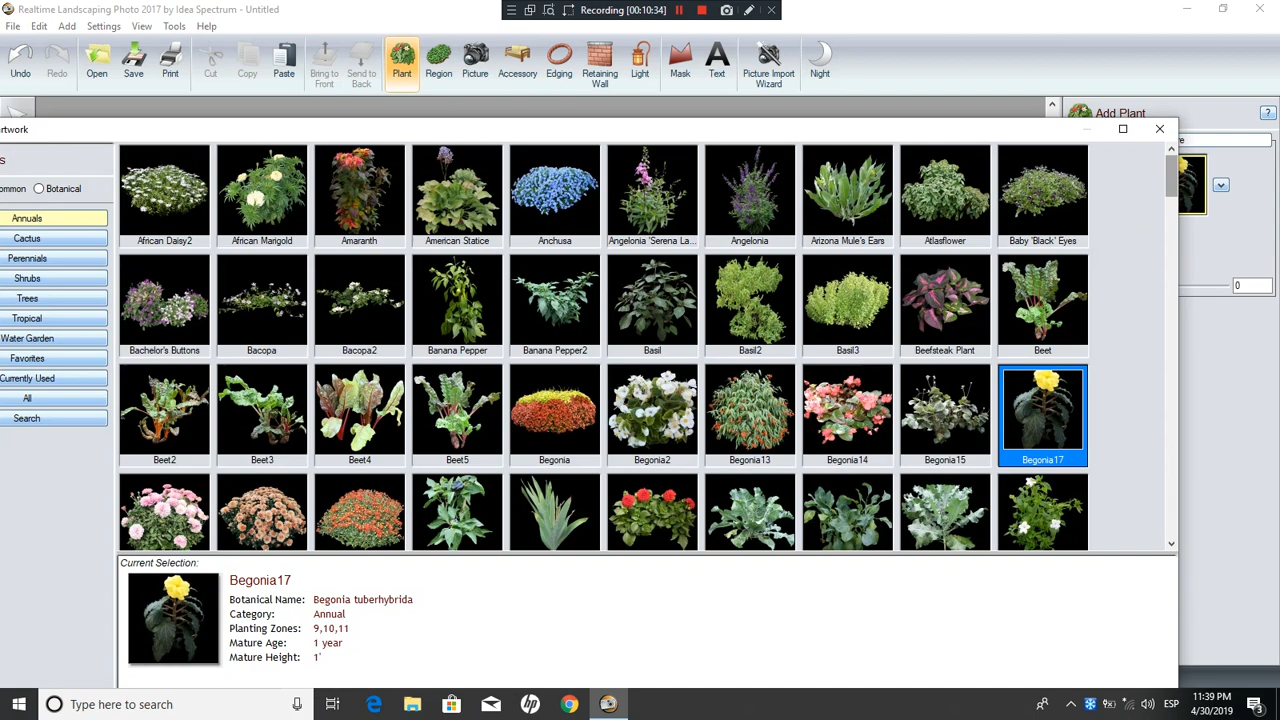 Realtime Landscaping Photo 2017 by Idea Spectrum - Untitled
Recording [00:10:34]
File Edit Add Settings View Tools Help
Undo Redo Open Save Print Cut Copy Paste Bring to Front Send to Back Plant Region Picture Accessory Edging Retaining Wall Light Mask Text Picture Import Wizard Night
Add Plant ?
rtwork
s
re
ommon Botanical
0
Annuals
Cactus
Perennials
Shrubs
Trees
Tropical
Water Garden
Favorites
Currently Used
All
Search
African Daisy2 African Marigold Amaranth American Statice Anchusa Angelonia 'Serena La... Angelonia Arizona Mule's Ears Atlasflower Baby 'Black' Eyes
Bachelor's Buttons Bacopa Bacopa2 Banana Pepper Banana Pepper2 Basil Basil2 Basil3 Beefsteak Plant Beet
Beet2 Beet3 Beet4 Beet5 Begonia Begonia2 Begonia13 Begonia14 Begonia15 Begonia17
Current Selection:
Begonia17
Botanical Name: Begonia tuberhybrida
Category: Annual
Planting Zones: 9,10,11
Mature Age: 1 year
Mature Height: 1'
Type here to search
hp
ESP
11:39 PM
4/30/2019
3